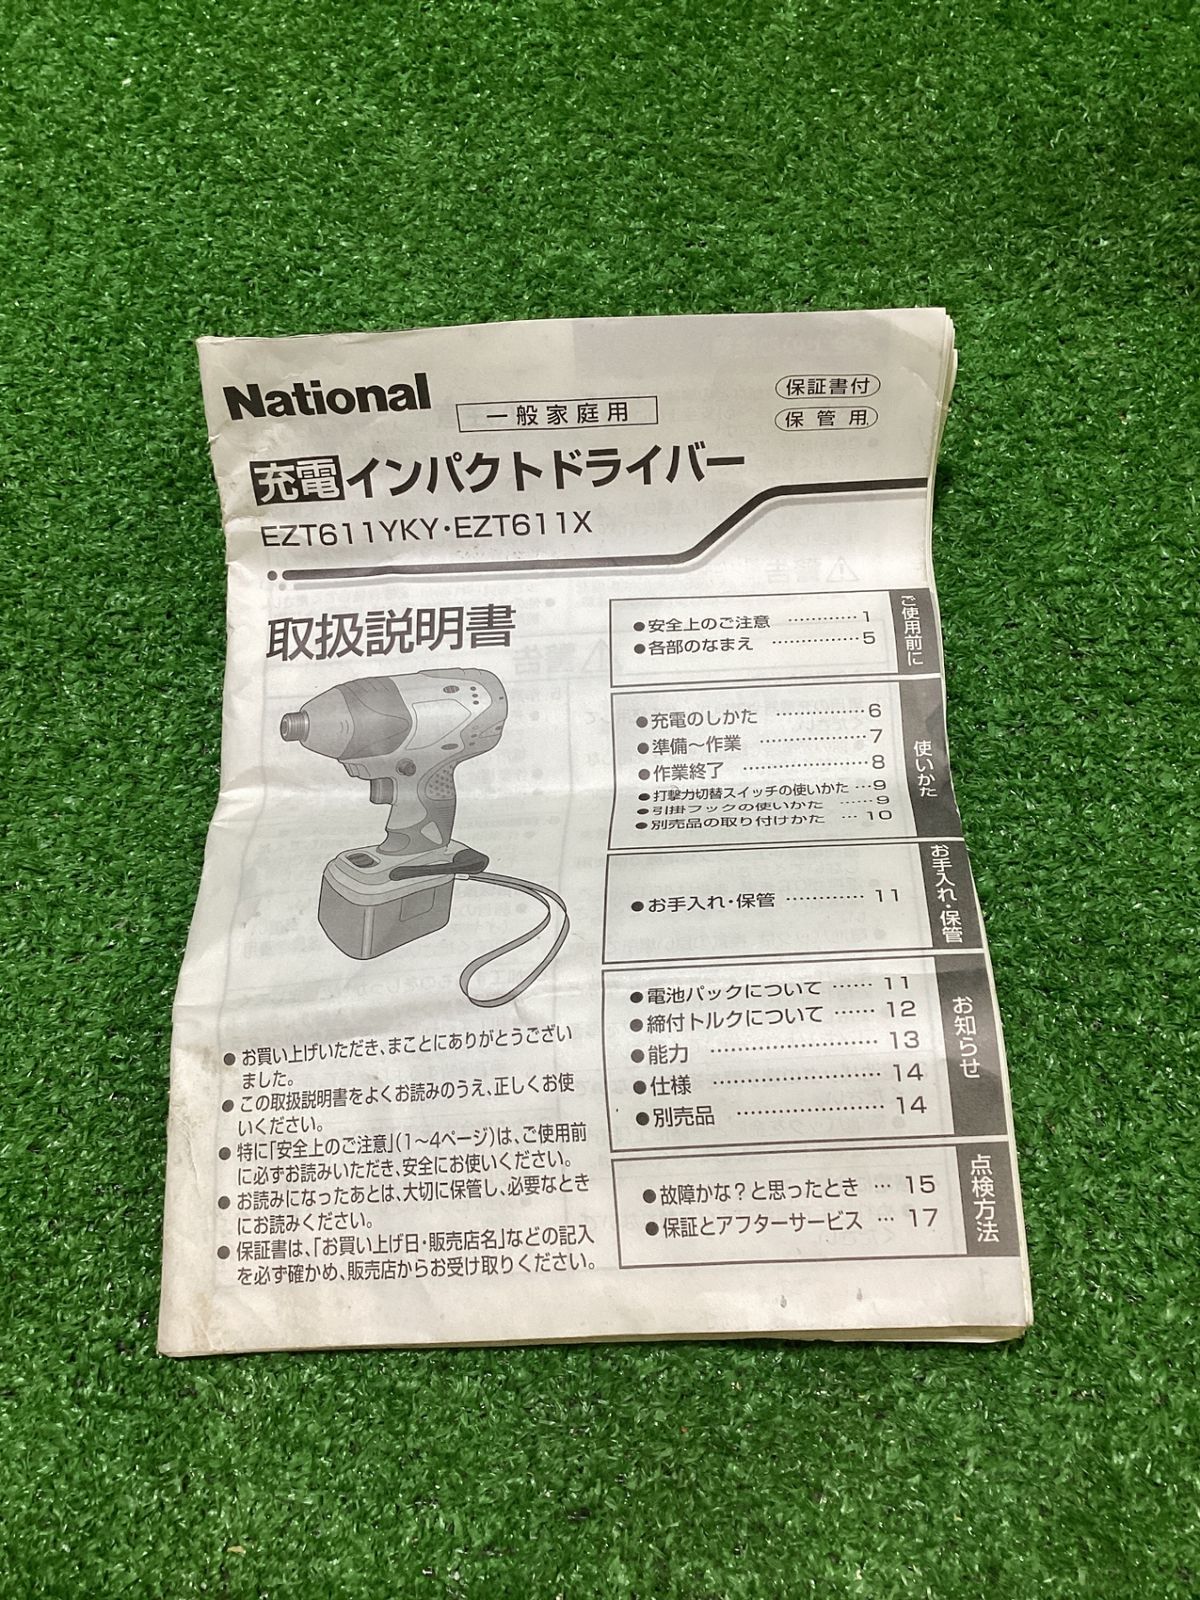 National
一般家庭用
保証書付
保管用
充電インパクトドライバー
EZT611YKY・EZT611X
取扱説明書
●安全上のご注意 …………1
●各部のなまえ ……………5
ご使用前に
●充電のしかた ……………6
●準備〜作業 ………………7
●作業終了 …………………8
●打撃力切替スイッチの使いかた …9
●引掛フックの使いかた ……9
●別売品の取り付けかた … 10
使いかた
●お手入れ・保管 ………… 11
お手入れ・保管
●電池パックについて …… 11
●締付トルクについて …… 12
●能力 ……………………… 13
●仕様 ……………………… 14
●別売品 …………………… 14
お知らせ
●故障かな？と思ったとき … 15
●保証とアフターサービス … 17
点検方法
●お買い上げいただき、まことにありがとうござい
ました。
●この取扱説明書をよくお読みのうえ、正しくお使
いください。
●特に「安全上のご注意」(1〜4ページ)は、ご使用前
に必ずお読みいただき、安全にお使いください。
●お読みになったあとは、大切に保管し、必要なとき
にお読みください。
●保証書は、「お買い上げ日・販売店名」などの記入
を必ず確かめ、販売店からお受け取りください。